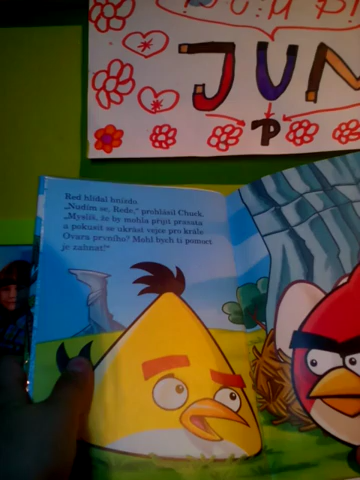 JUMP
JUN
P
Red hlídal hnízdo.
„Nudím se, Rede,“ prohlásil Chuck.
„Myslíš, že by mohla přijít prasata
a pokusit se ukrást vejce pro krále
Ovara prvního? Mohl bych ti pomoct
je zahnat!“